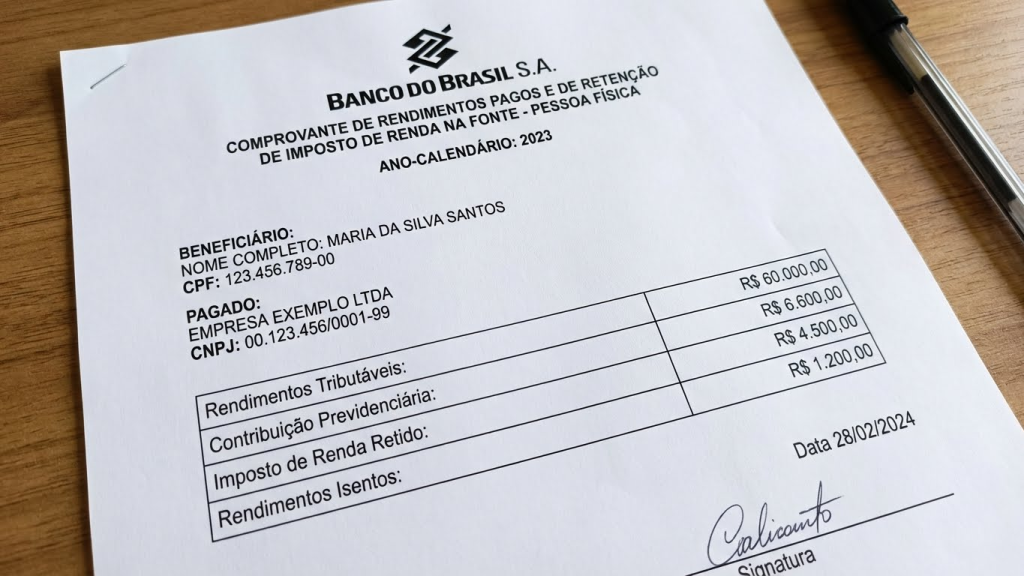 BANCO DO BRASIL S.A.
COMPROVANTE DE RENDIMENTOS PAGOS E DE RETENÇÃO
DE IMPOSTO DE RENDA NA FONTE - PESSOA FÍSICA
ANO-CALENDÁRIO: 2023
BENEFICIÁRIO:
NOME COMPLETO: MARIA DA SILVA SANTOS
CPF: 123.456.789-00
PAGADO:
EMPRESA EXEMPLO LTDA
CNPJ: 00.123.456/0001-99
Rendimentos Tributáveis: R$ 60.000,00
Contribuição Previdenciária: R$ 6.600,00
Imposto de Renda Retido: R$ 4.500,00
Rendimentos Isentos: R$ 1.200,00
Data 28/02/2024
Signatura